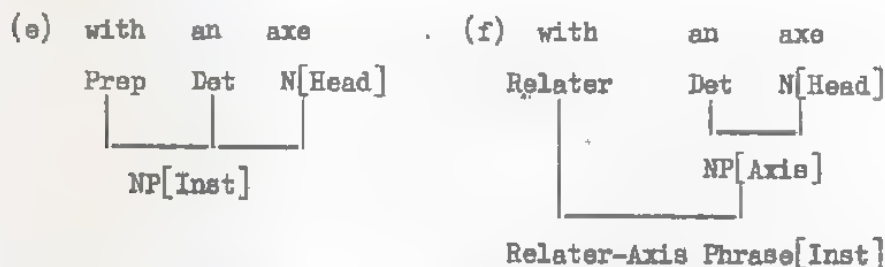 (e) with an axe (f) with an axe
Prep Det N[Head] Relater Det N[Head]
NP[Inst] NP[Axis]
Relater-Axis Phrase[Inst]